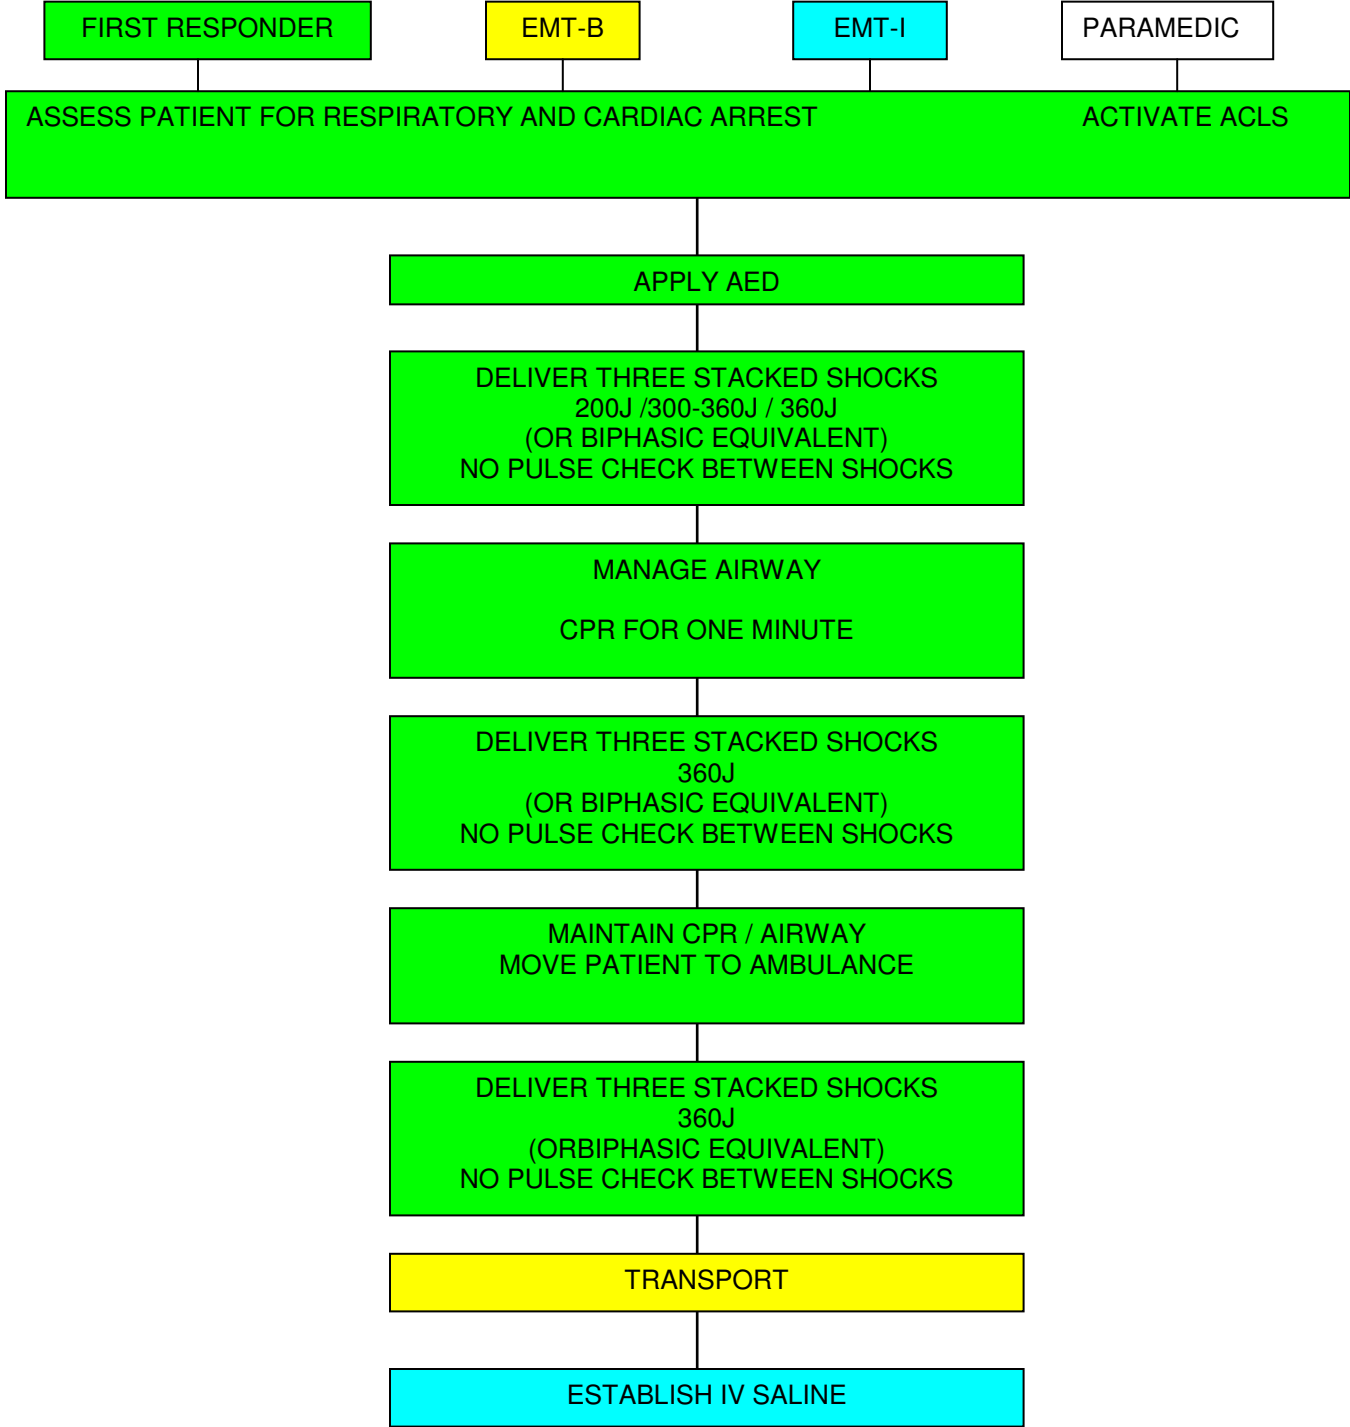 FIRST RESPONDER
EMT-B
EMT-I
PARAMEDIC
ASSESS PATIENT FOR RESPIRATORY AND CARDIAC ARREST ACTIVATE ACLS
APPLY AED
DELIVER THREE STACKED SHOCKS
200J /300-360J / 360J
(OR BIPHASIC EQUIVALENT)
NO PULSE CHECK BETWEEN SHOCKS
MANAGE AIRWAY
CPR FOR ONE MINUTE
DELIVER THREE STACKED SHOCKS
360J
(OR BIPHASIC EQUIVALENT)
NO PULSE CHECK BETWEEN SHOCKS
MAINTAIN CPR / AIRWAY
MOVE PATIENT TO AMBULANCE
DELIVER THREE STACKED SHOCKS
360J
(ORBIPHASIC EQUIVALENT)
NO PULSE CHECK BETWEEN SHOCKS
TRANSPORT
ESTABLISH IV SALINE